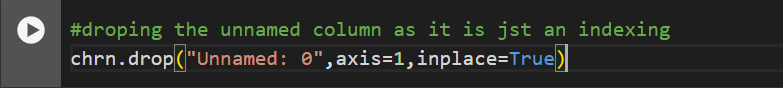 #droping the unnamed column as it is jst an indexing
chrn.drop("Unnamed: 0",axis=1,inplace=True)